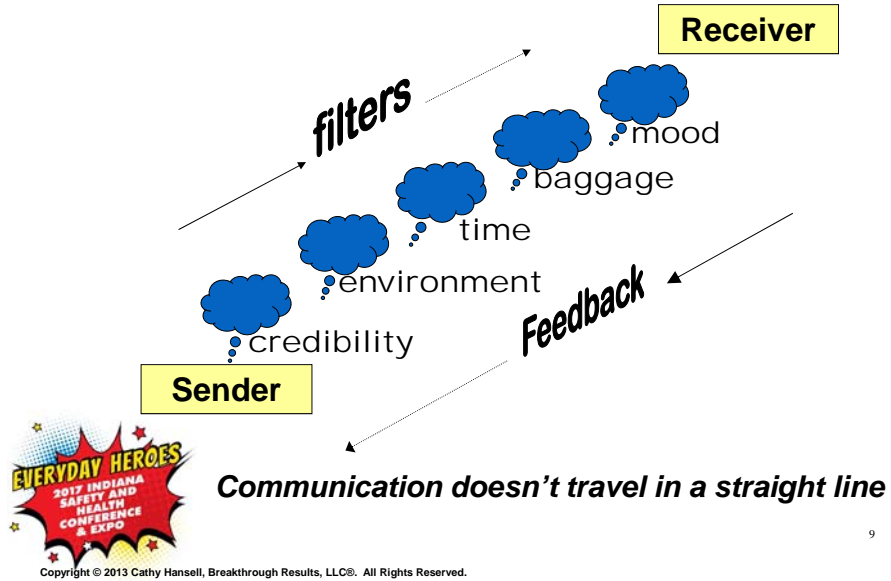 Receiver
filters
mood
baggage
time
environment
credibility
Feedback
Sender
EVERYDAY HEROES
2017 INDIANA
SAFETY AND
HEALTH
CONFERENCE
& EXPO
Communication doesn’t travel in a straight line
9
Copyright © 2013 Cathy Hansell, Breakthrough Results, LLC®. All Rights Reserved.